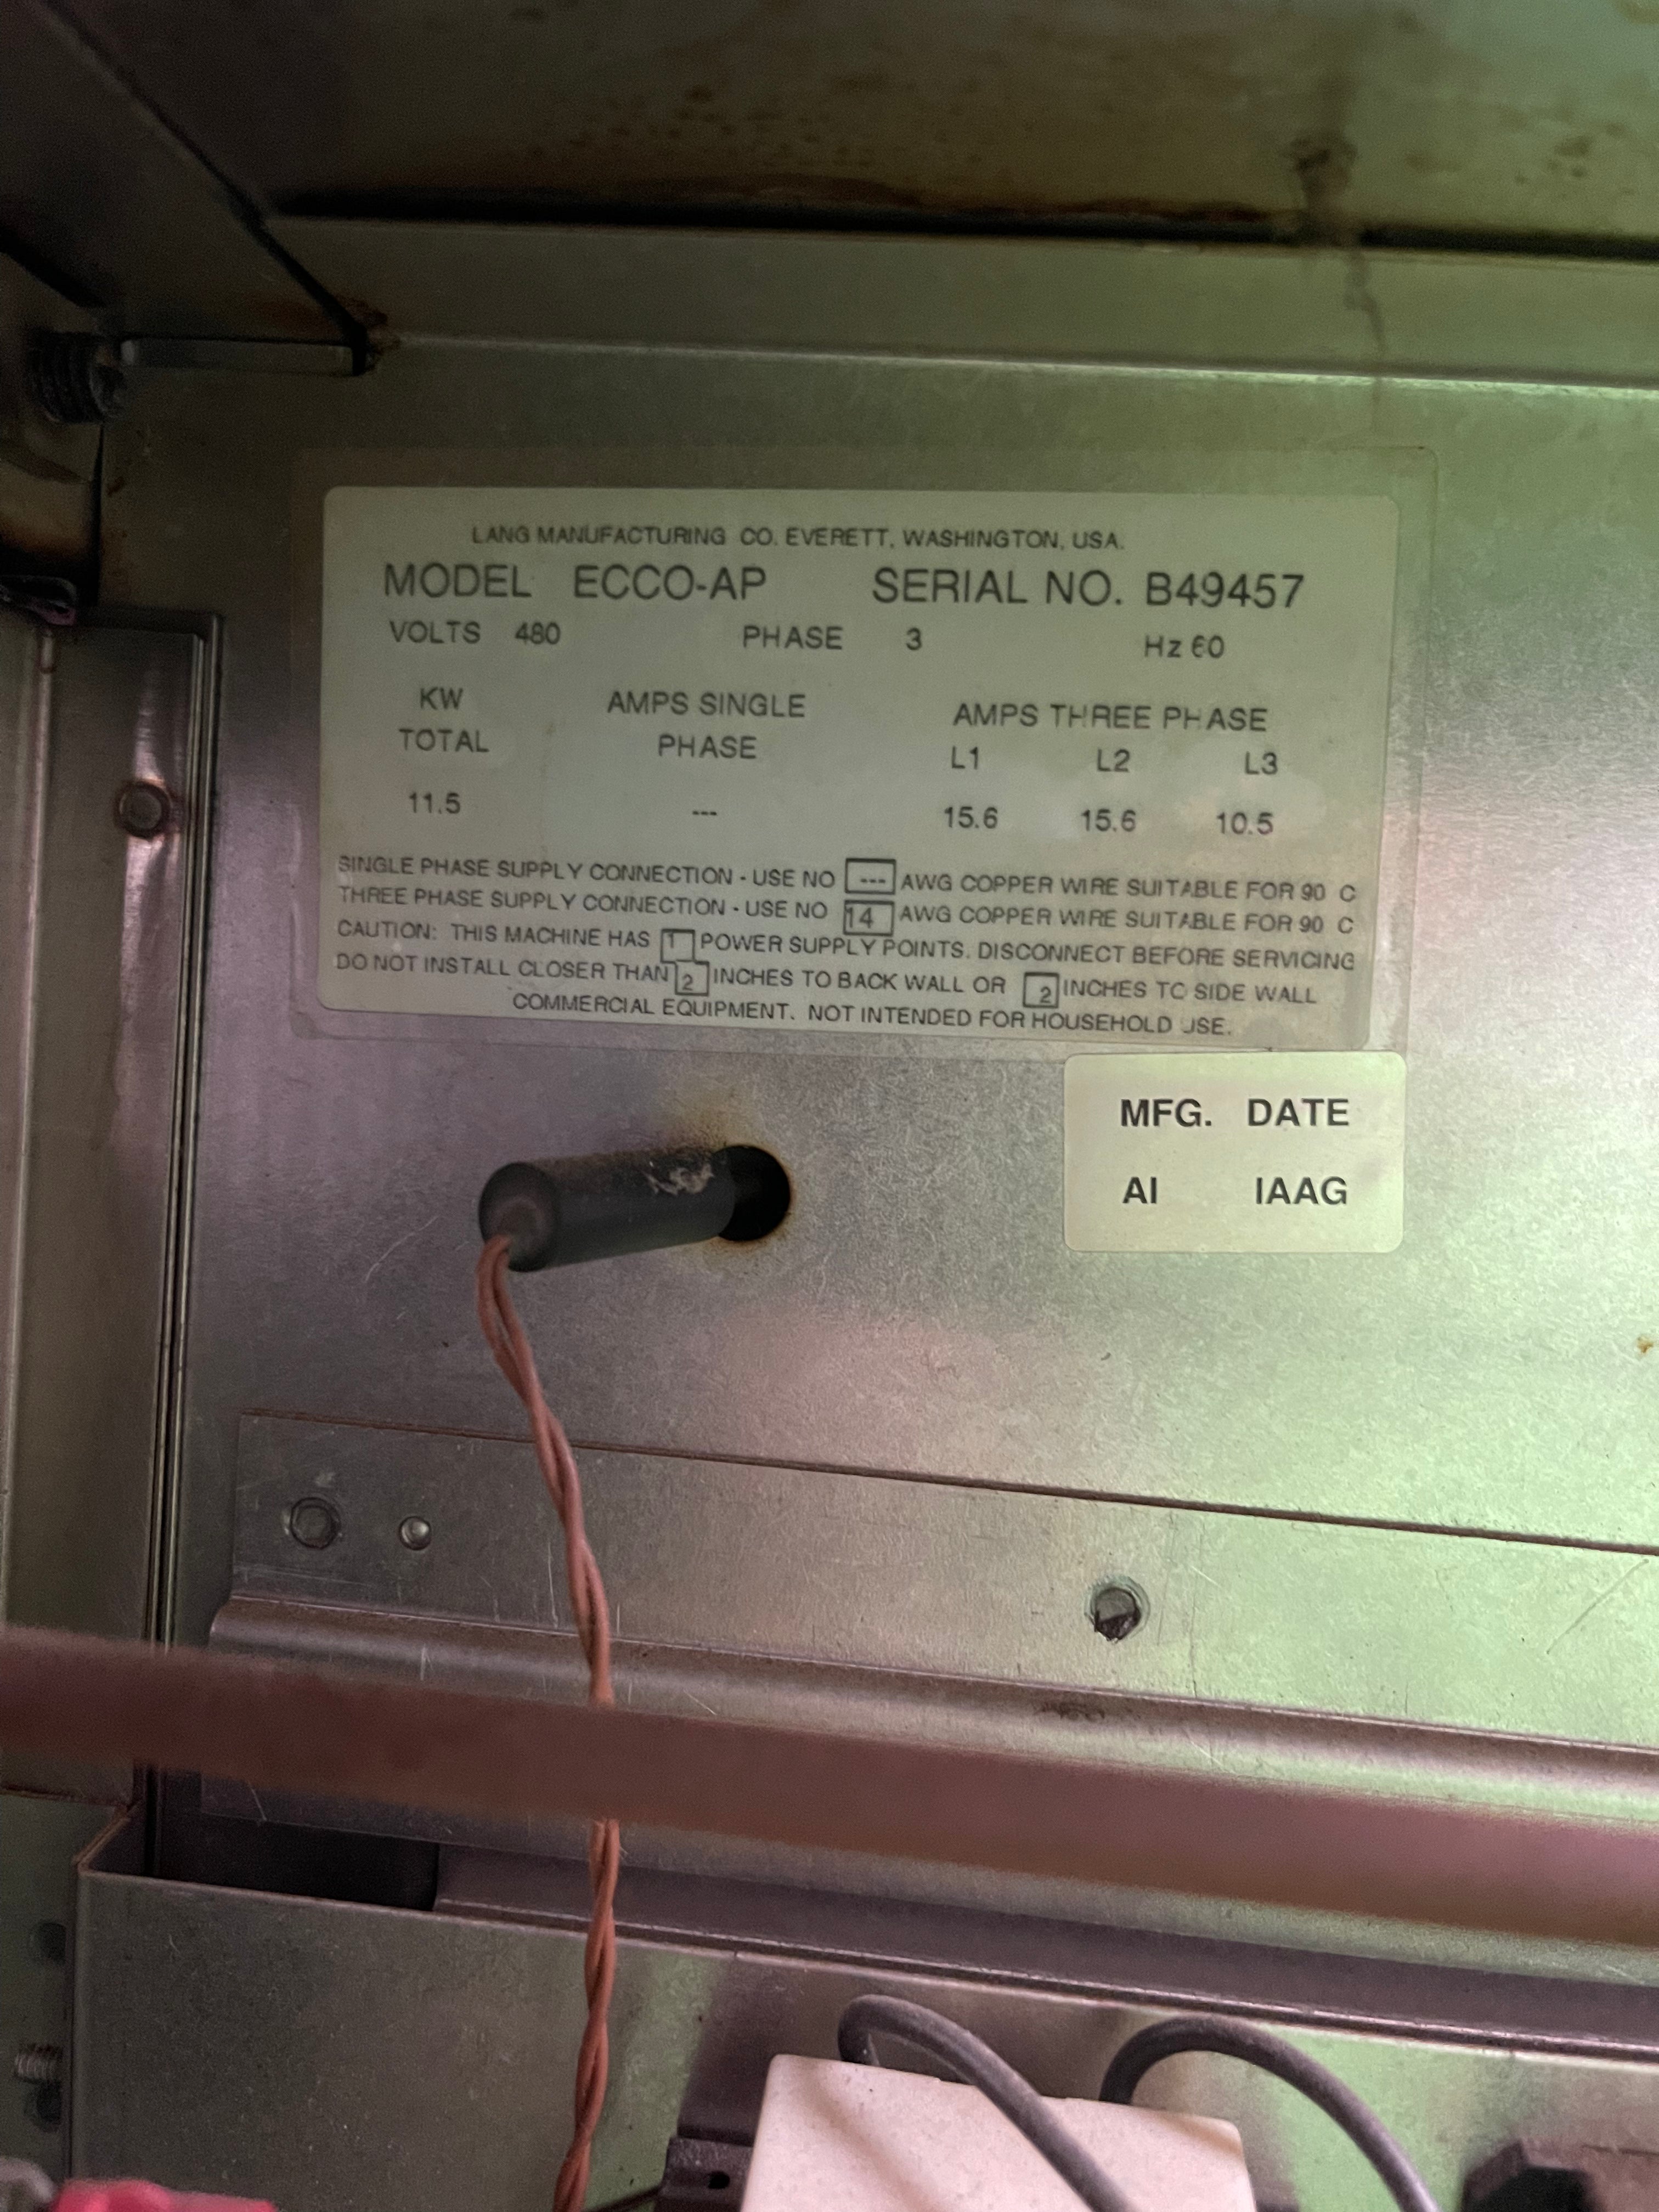 LANG MANUFACTURING CO. EVERETT, WASHINGTON, USA.
MODEL ECCO-AP SERIAL NO. B49457
VOLTS 480 PHASE 3 Hz 60
KW AMPS SINGLE AMPS THREE PHASE
TOTAL PHASE L1 L2 L3
11.5 --- 15.6 15.6 10.5
SINGLE PHASE SUPPLY CONNECTION - USE NO --- AWG COPPER WIRE SUITABLE FOR 90 C
THREE PHASE SUPPLY CONNECTION - USE NO 14 AWG COPPER WIRE SUITABLE FOR 90 C
CAUTION: THIS MACHINE HAS 1 POWER SUPPLY POINTS. DISCONNECT BEFORE SERVICING
DO NOT INSTALL CLOSER THAN 2 INCHES TO BACK WALL OR 2 INCHES TO SIDE WALL
COMMERCIAL EQUIPMENT. NOT INTENDED FOR HOUSEHOLD USE.
MFG. DATE
AI IAAG